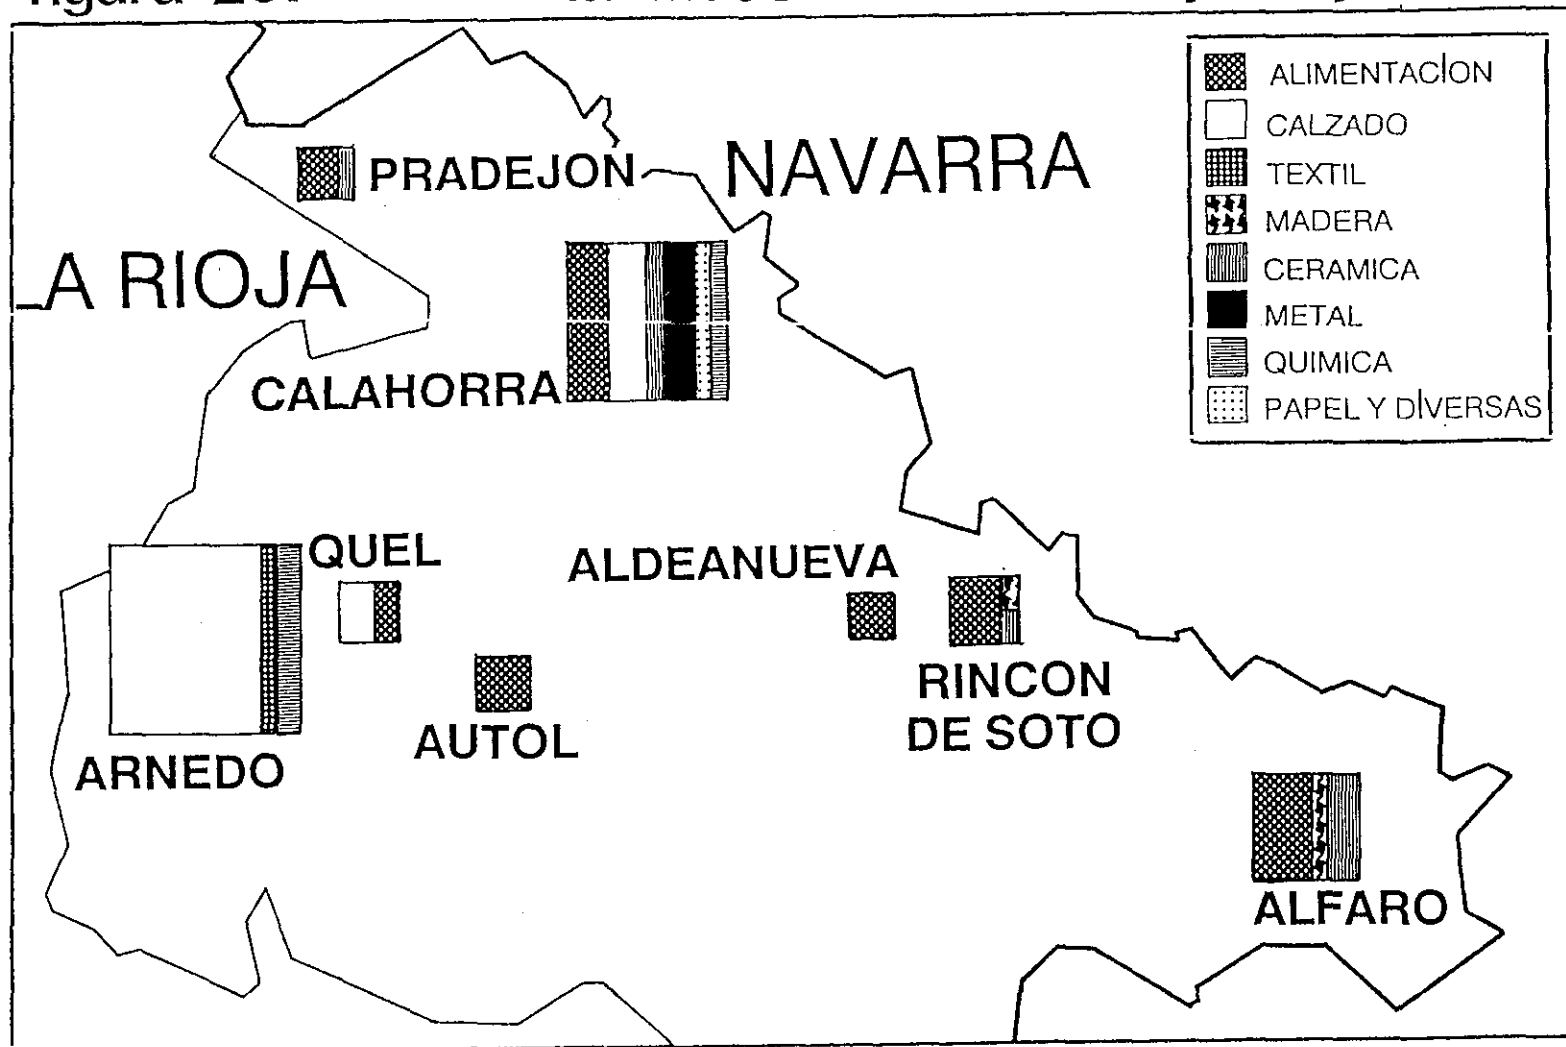 figura
ALIMENTACION
CALZADO
TEXTIL
MADERA
CERAMICA
METAL
QUIMICA
PAPEL Y DIVERSAS
PRADEJON
NAVARRA
A RIOJA
CALAHORRA
QUEL
ALDEANUEVA
RINCON
DE SOTO
AUTOL
ARNEDO
ALFARO